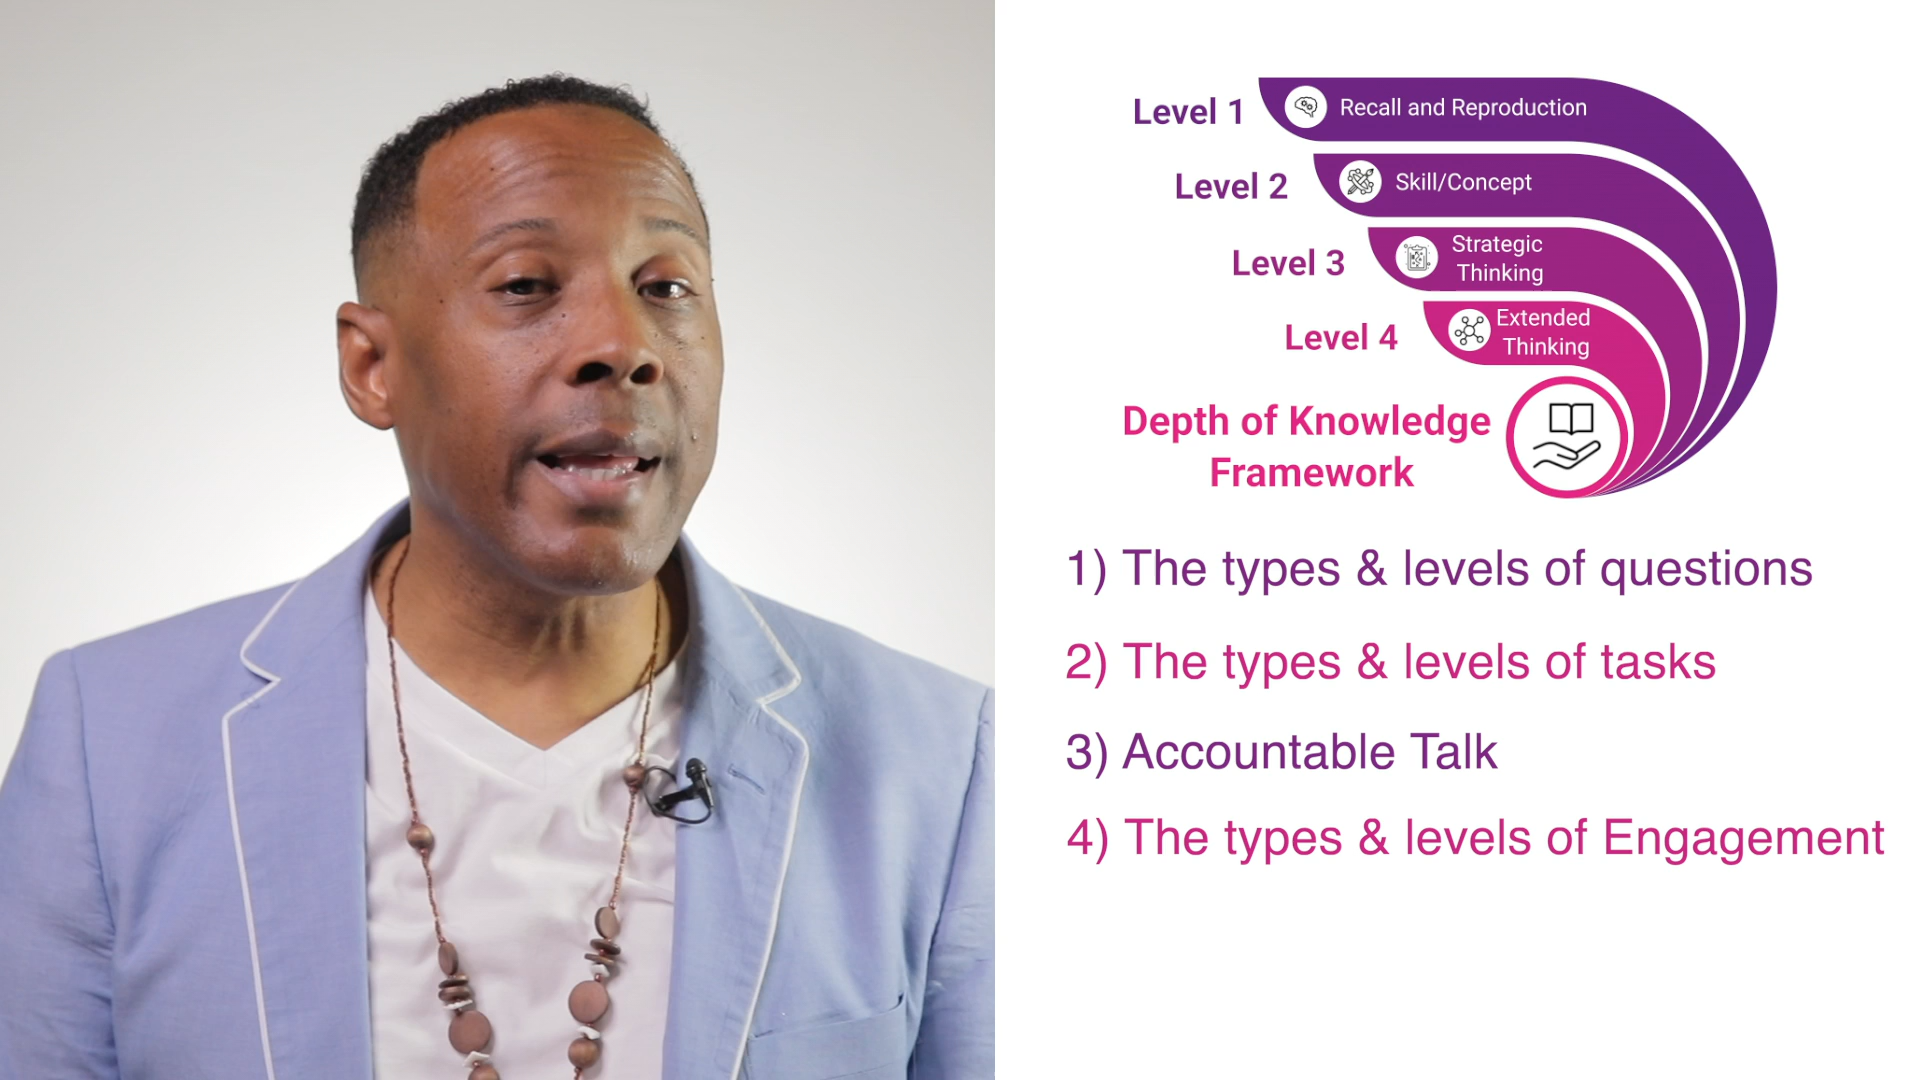 Level 1
Recall and Reproduction
Level 2
Skill/Concept
Level 3
Strategic
Thinking
Level 4
Extended
Thinking
Depth of Knowledge
Framework
1) The types & levels of questions
2) The types & levels of tasks
3) Accountable Talk
4) The types & levels of Engagement